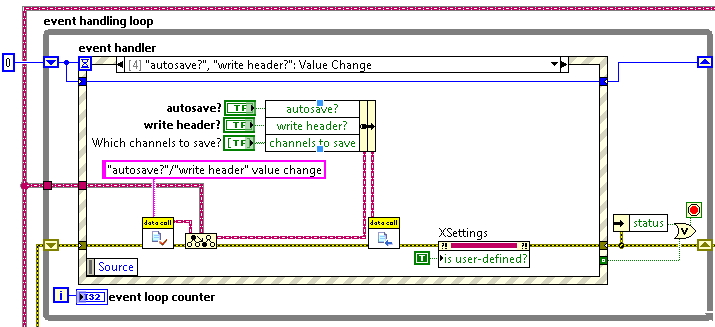 event handling loop
event handler
0
[4] "autosave?", "write header?": Value Change
autosave? TF autosave?
write header? TF write header?
Which channels to save? [TF channels to save
"autosave?"/"write header" value change
data call
data call
XSettings
?! ?!
T is user-defined?
status
V
Source
i I32 event loop counter